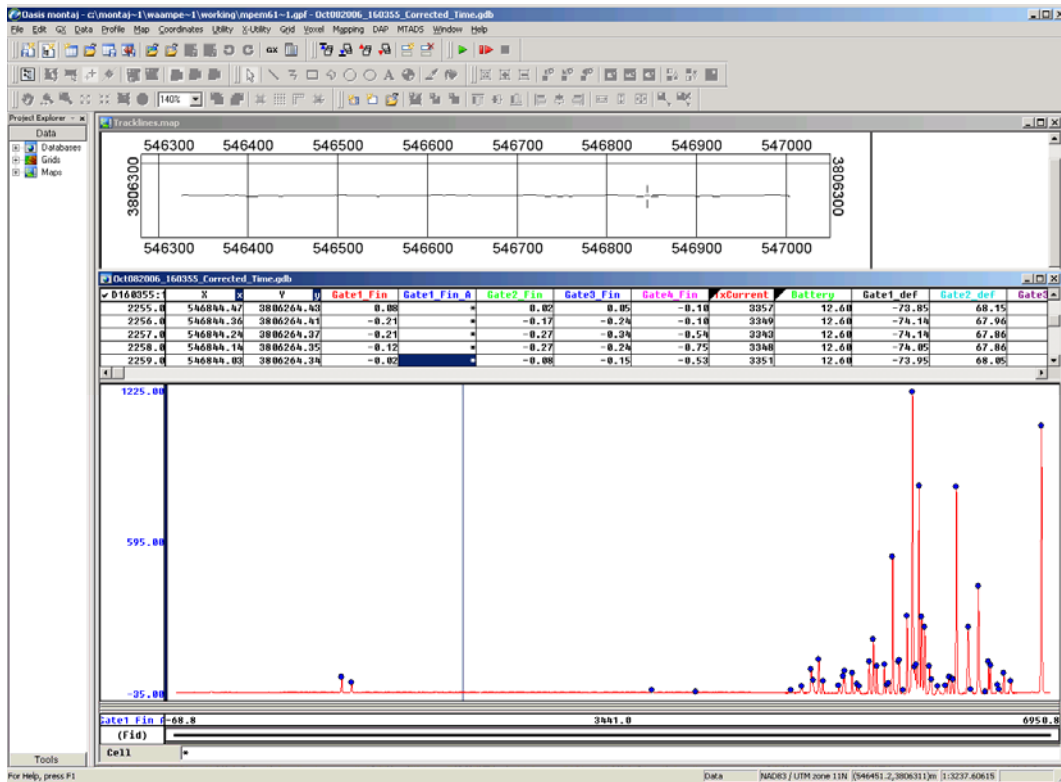 Oasis montaj - c:\montaj~1\waampe~1\working\mpem61~1.gpf - Oct082006_160355_Corrected_Time.gdb
File Edit GX Data Profile Map Coordinates Utility X-Utility Grid Voxel Mapping DAP MTADS Window Help
GX
140%
Project Explorer
Data
Databases
Grids
Maps
Tracklines.map
546300 546400 546500 546600 546700 546800 546900 547000
3806300 3806300
546300 546400 546500 546600 546700 546800 546900 547000
Oct082006_160355_Corrected_Time.gdb
D160355:1 X x Y y Gate1_Fin Gate1_Fin_A Gate2_Fin Gate3_Fin Gate4_Fin TxCurrent Battery Gate1_def Gate2_def Gate3
2255.0 546844.47 3806264.43 0.08 * 0.02 0.05 -0.10 3357 12.60 -73.85 68.15
2256.0 546844.36 3806264.41 -0.21 * -0.17 -0.24 -0.10 3349 12.60 -74.14 67.96
2257.0 546844.24 3806264.37 -0.21 * -0.27 -0.34 -0.54 3343 12.60 -74.14 67.86
2258.0 546844.14 3806264.35 -0.12 * -0.27 -0.24 -0.75 3348 12.60 -74.05 67.86
2259.0 546844.03 3806264.34 -0.02 * -0.08 -0.15 -0.53 3351 12.60 -73.95 68.05
1225.00
595.00
-35.00
Gate1_Fin_A -68.8 3441.0 6950.8
(Fid)
Cell *
Tools
For Help, press F1
Data NAD83 / UTM zone 11N (546451.2,3806311)m 1:3237.60615